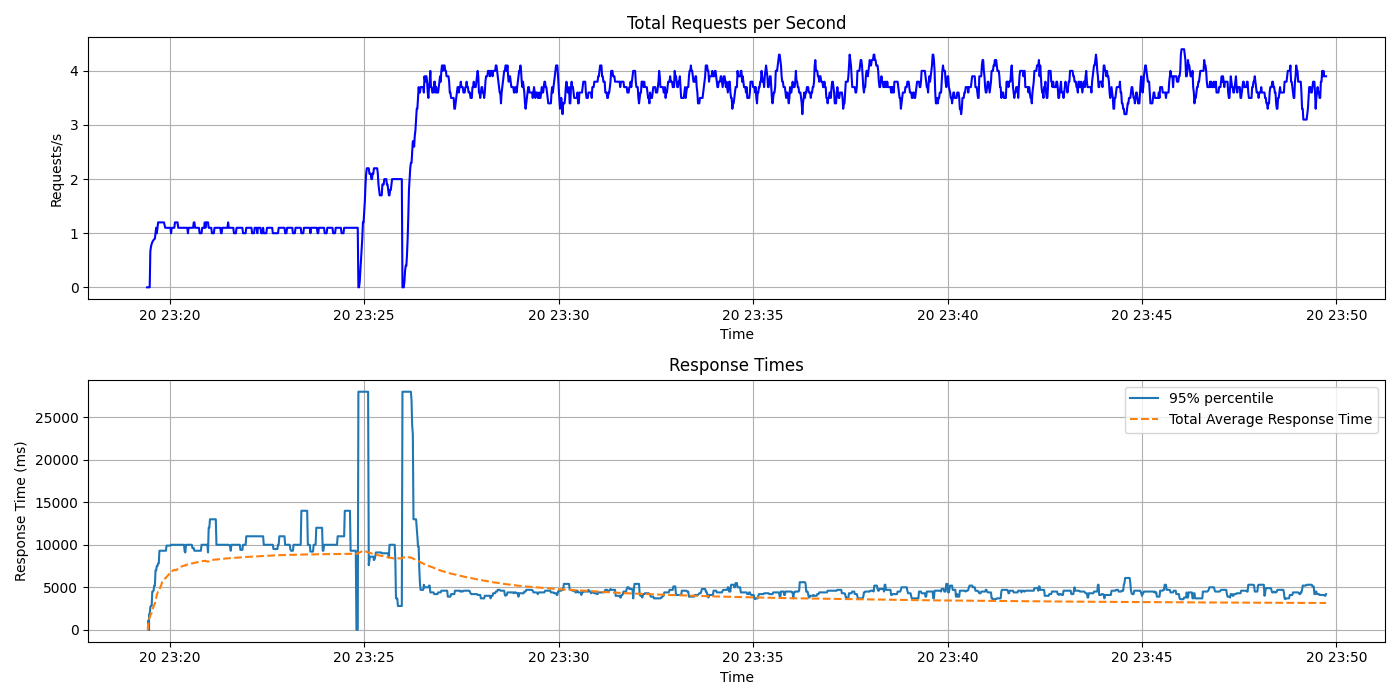 Total Requests per Second
Requests/s
4
3
2
1
0
20 23:20 20 23:25 20 23:30 20 23:35 20 23:40 20 23:45 20 23:50
Time
Response Times
Response Time (ms)
25000
20000
15000
10000
5000
0
95% percentile
Total Average Response Time
20 23:20 20 23:25 20 23:30 20 23:35 20 23:40 20 23:45 20 23:50
Time